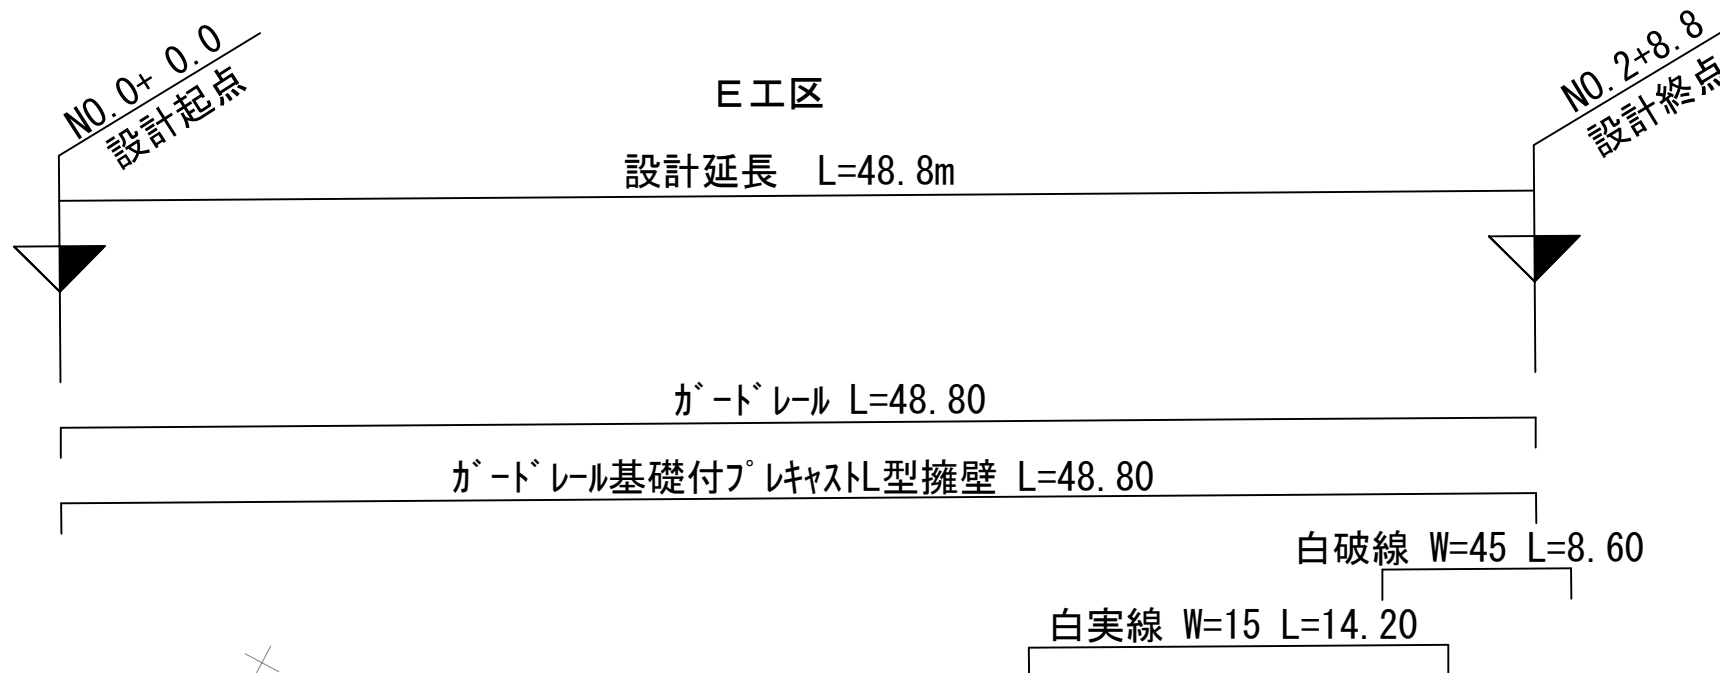 NO.0+ 0.0
設計起点
E工区
NO.2+8.8
設計終点
設計延長 L=48.8m
ｶﾞｰﾄﾞﾚｰﾙ L=48.80
ｶﾞｰﾄﾞﾚｰﾙ基礎付ﾌﾟﾚｷｬｽﾄL型擁壁 L=48.80
白破線 W=45 L=8.60
白実線 W=15 L=14.20